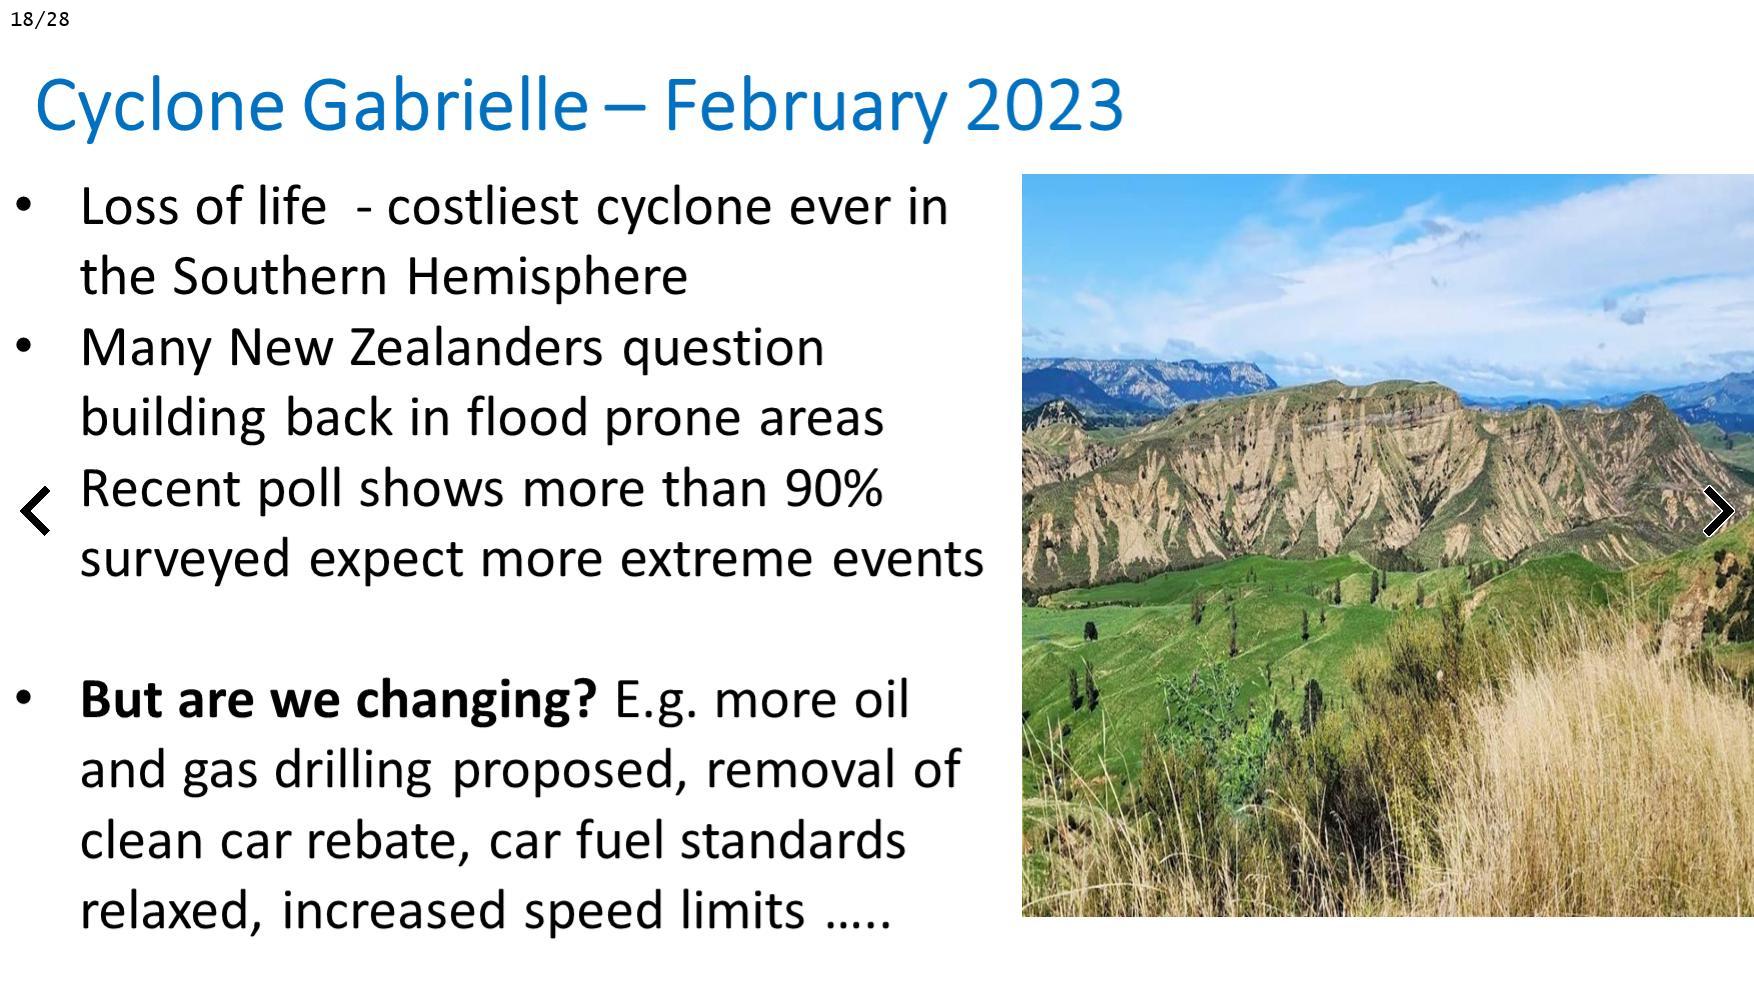 18/28
Cyclone Gabrielle – February 2023
• Loss of life  - costliest cyclone ever in
the Southern Hemisphere
• Many New Zealanders question
building back in flood prone areas
Recent poll shows more than 90%
surveyed expect more extreme events
• But are we changing? E.g. more oil
and gas drilling proposed, removal of
clean car rebate, car fuel standards
relaxed, increased speed limits …..